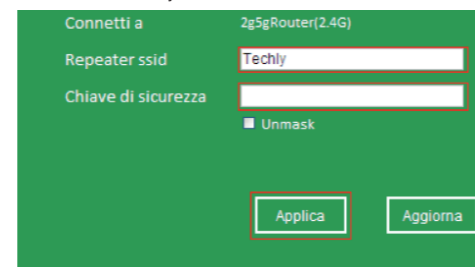 Connetti a 2g5gRouter(2.4G)
Repeater ssid Techly
Chiave di sicurezza
Unmask
Applica Aggiorna